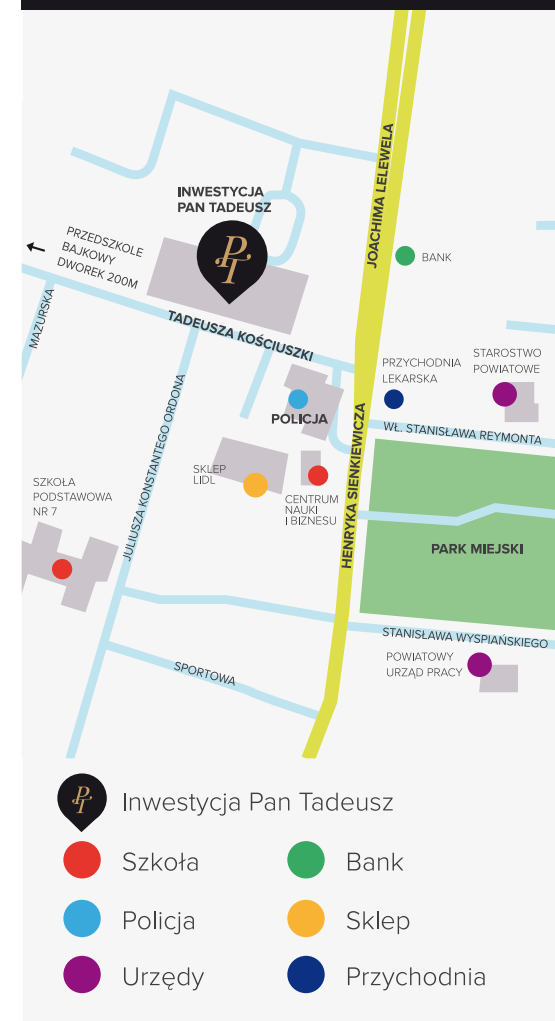 JOACHIMA LELEWELA
INWESTYCJA
PAN TADEUSZ
PT
PRZEDSZKOLE
BAJKOWY
DWOREK 200M
BANK
MAZURSKA
TADEUSZA KOŚCIUSZKI
PRZYCHODNIA
LEKARSKA
STAROSTWO
POWIATOWE
POLICJA
WŁ. STANISŁAWA REYMONTA
JULIUSZA KONSTANTEGO ORDONA
HENRYKA SIENKIEWICZA
SKLEP
LIDL
CENTRUM
NAUKI
I BIZNESU
SZKOŁA
PODSTAWOWA
NR 7
PARK MIEJSKI
STANISŁAWA WYSPIAŃSKIEGO
POWIATOWY
URZĄD PRACY
SPORTOWA
PT
Inwestycja Pan Tadeusz
Szkoła
Bank
Policja
Sklep
Urzędy
Przychodnia